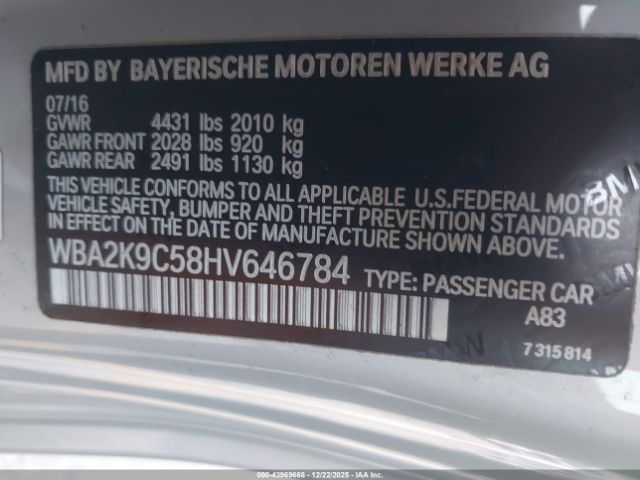 MFD BY BAYERISCHE MOTOREN WERKE AG
07/16
GVWR 4431 lbs 2010 kg
GAWR FRONT 2028 lbs 920 kg
GAWR REAR 2491 lbs 1130 kg
THIS VEHICLE CONFORMS TO ALL APPLICABLE U.S.FEDERAL MOTOR
VEHICLE SAFETY, BUMPER AND THEFT PREVENTION STANDARDS
IN EFFECT ON THE DATE OF MANUFACTURE SHOWN ABOVE.
WBA2K9C58HV646784 TYPE: PASSENGER CAR
A83
7 315 814
BMW
000-43969668 - 12/22/2025 - IAA Inc.